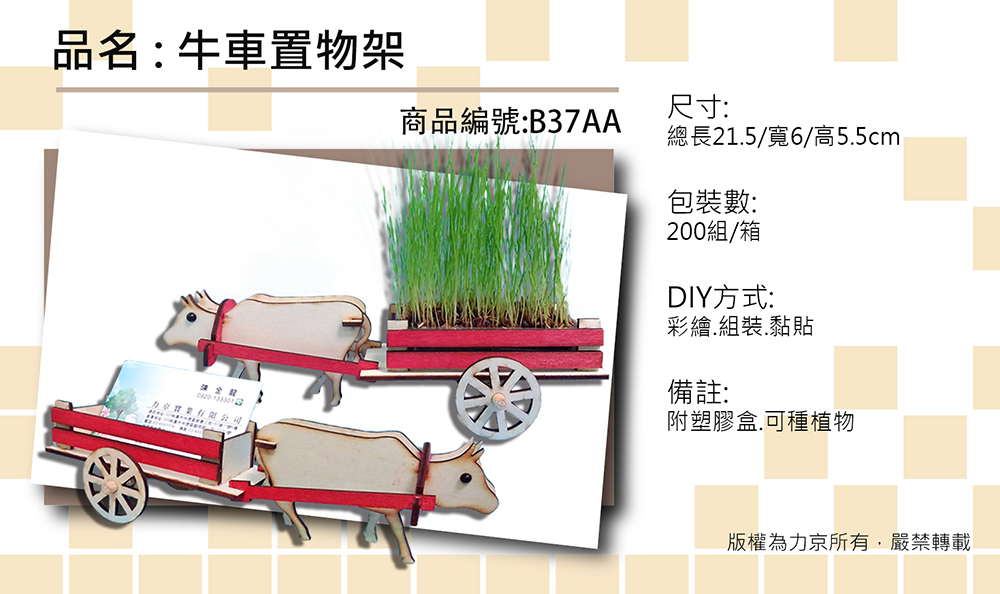 品名 : 牛車置物架
商品編號:B37AA
尺寸:
總長21.5/寬6/高5.5cm
包裝數:
200組/箱
DIY方式:
彩繪.組裝.黏貼
備註:
附塑膠盒.可種植物
陳金龍
力京實業有限公司
版權為力京所有，嚴禁轉載